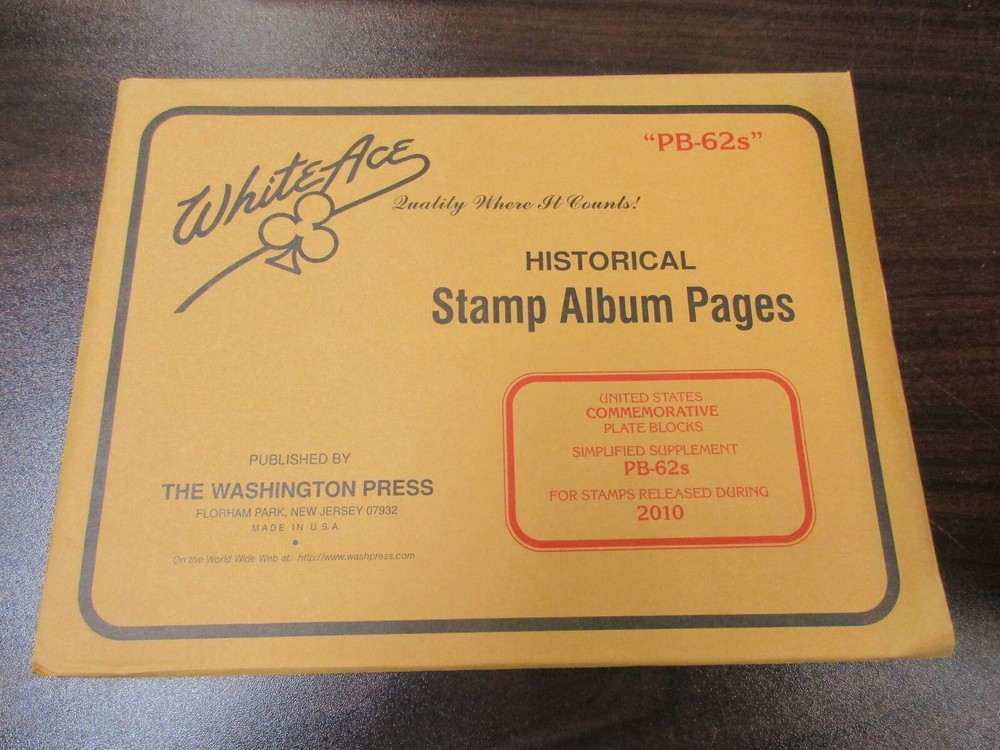 "PB-62s"
White Ace
Quality Where It Counts!
HISTORICAL
Stamp Album Pages
UNITED STATES
COMMEMORATIVE
PLATE BLOCKS
SIMPLIFIED SUPPLEMENT
PB-62s
FOR STAMPS RELEASED DURING
2010
PUBLISHED BY
THE WASHINGTON PRESS
FLORHAM PARK, NEW JERSEY 07932
MADE IN U.S.A.
On the World Wide Web at: http://www.washpress.com